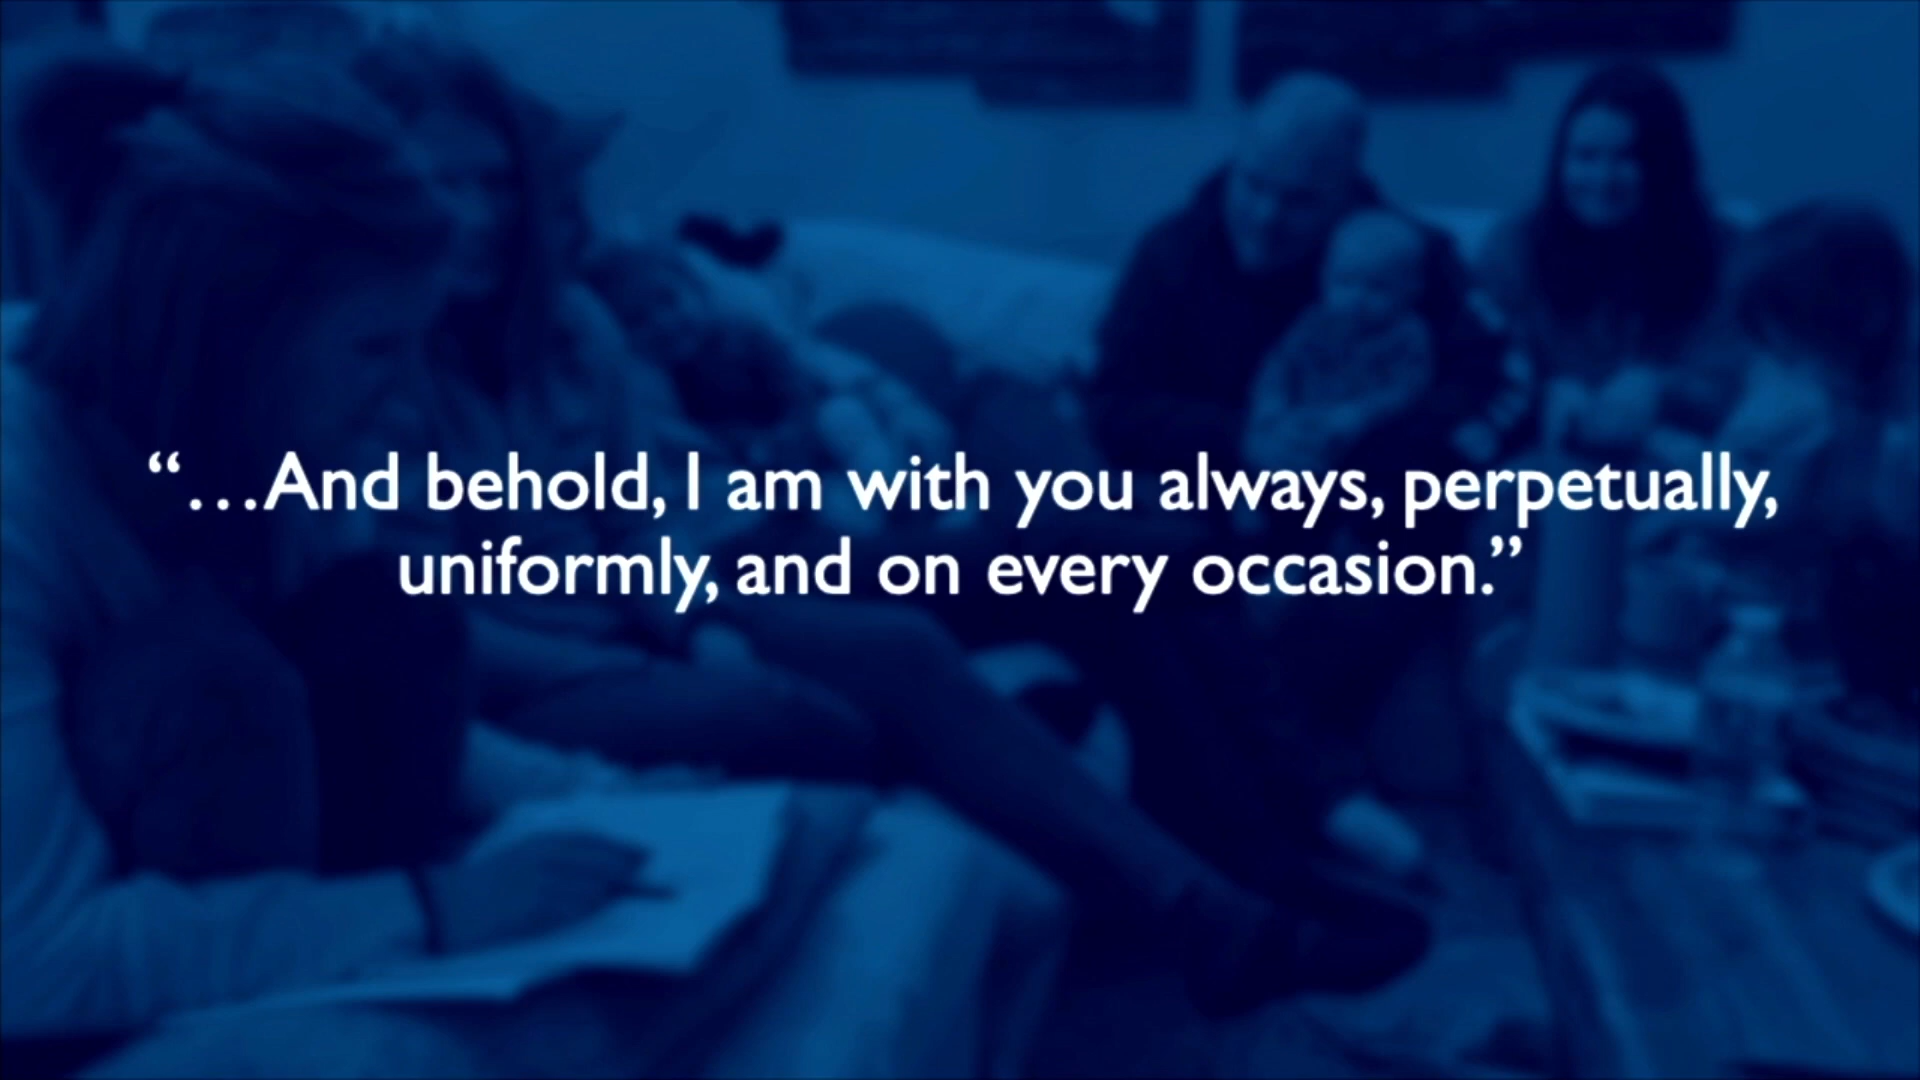 “…And behold, I am with you always, perpetually,
uniformly, and on every occasion.”